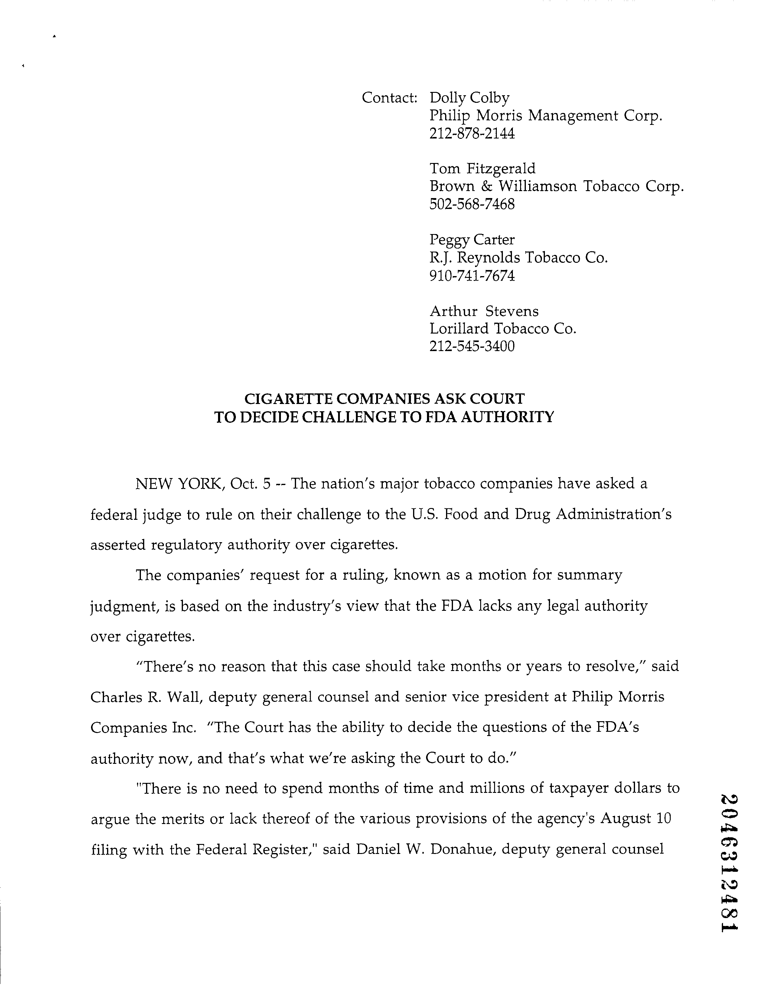 Contact: Dolly Colby
Philip Morris Management Corp.
212-878-2144
Tom Fitzgerald
Brown & Williamson Tobacco Corp.
502-568-7468
Peggy Carter
R.J. Reynolds Tobacco Co.
910-741-7674
Arthur Stevens
Lorillard Tobacco Co.
212-545-3400
CIGARETTE COMPANIES ASK COURT
TO DECIDE CHALLENGE TO FDA AUTHORITY
NEW YORK, Oct. 5 -- The nation's major tobacco companies have asked a
federal judge to rule on their challenge to the U.S. Food and Drug Administration's
asserted regulatory authority over cigarettes.
The companies' request for a ruling, known as a motion for summary
judgment, is based on the industry's view that the FDA lacks any legal authority
over cigarettes.
"There's no reason that this case should take months or years to resolve," said
Charles R. Wall, deputy general counsel and senior vice president at Philip Morris
Companies Inc. "The Court has the ability to decide the questions of the FDA's
authority now, and that's what we're asking the Court to do."
"There is no need to spend months of time and millions of taxpayer dollars to
argue the merits or lack thereof of the various provisions of the agency's August 10
filing with the Federal Register," said Daniel W. Donahue, deputy general counsel
2046312481